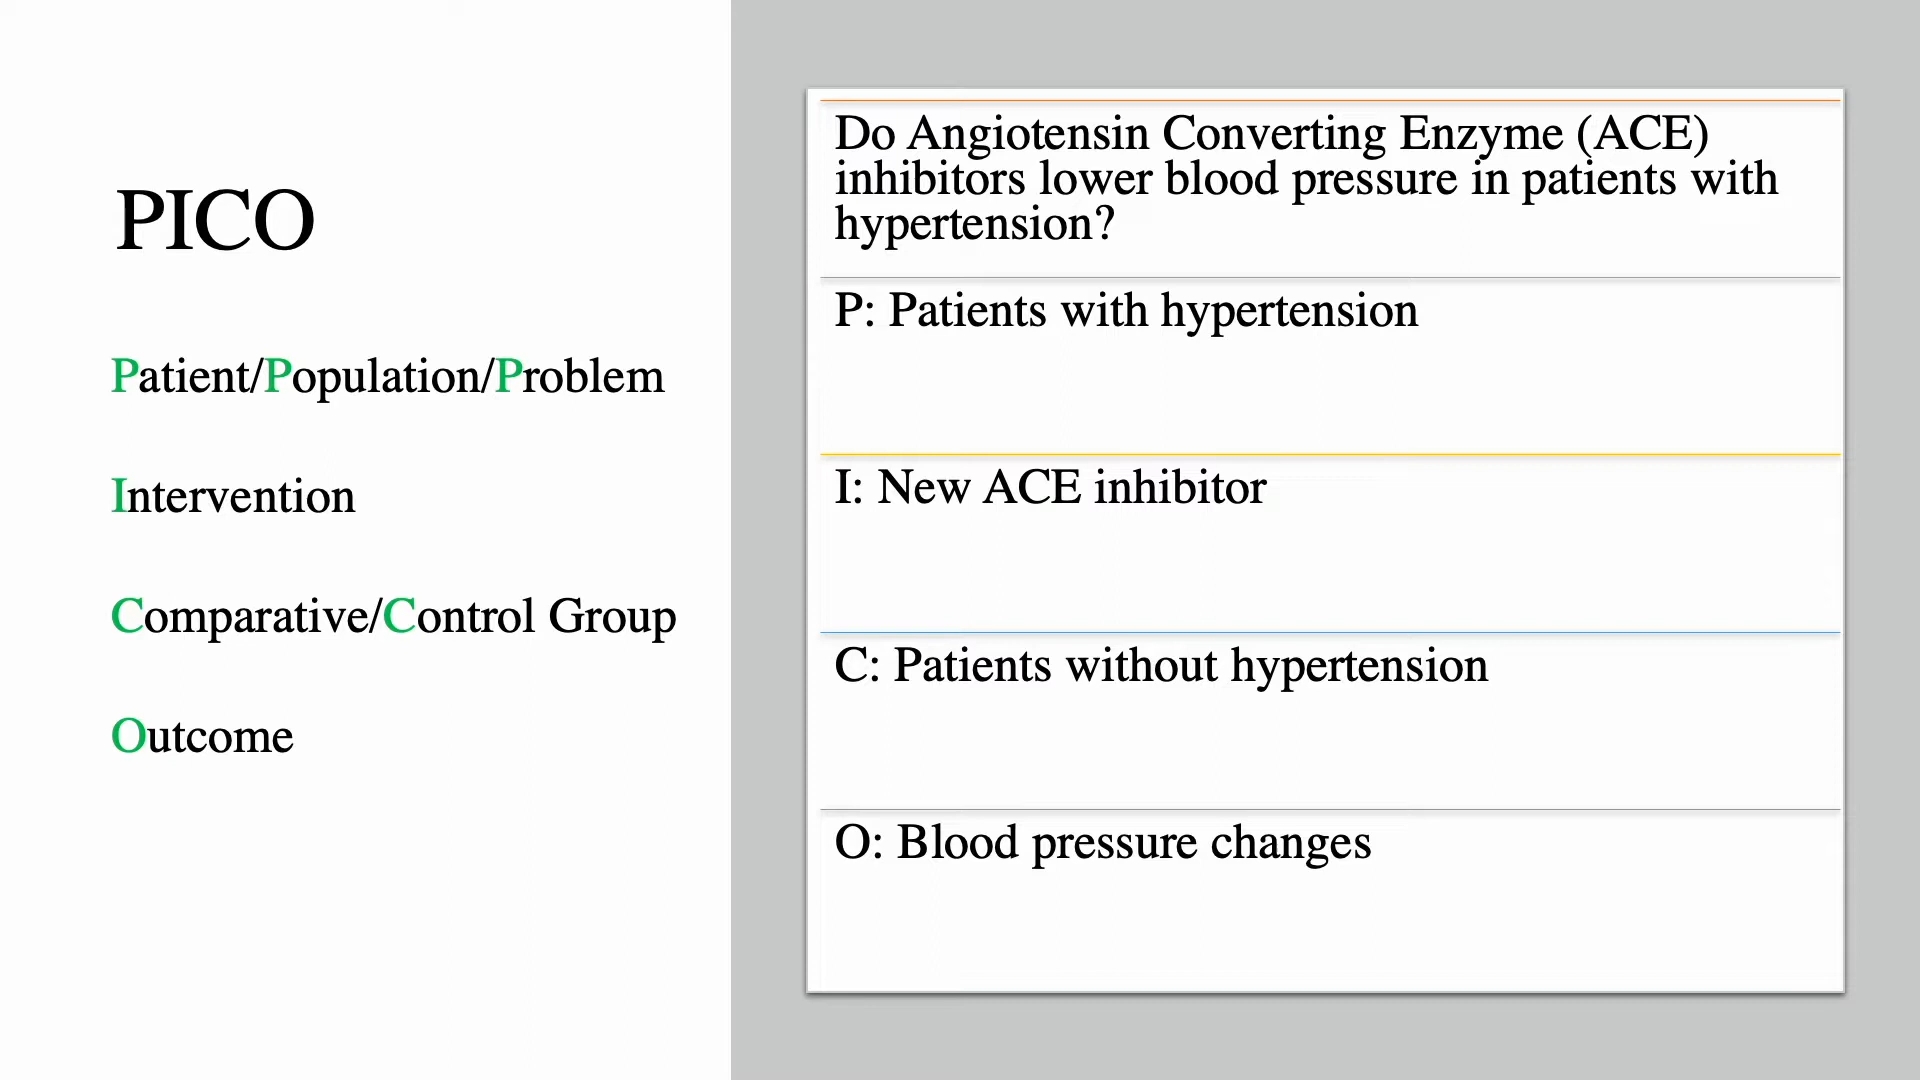 PICO
Patient/Population/Problem
Intervention
Comparative/Control Group
Outcome
Do Angiotensin Converting Enzyme (ACE)
inhibitors lower blood pressure in patients with
hypertension?
P: Patients with hypertension
I: New ACE inhibitor
C: Patients without hypertension
O: Blood pressure changes